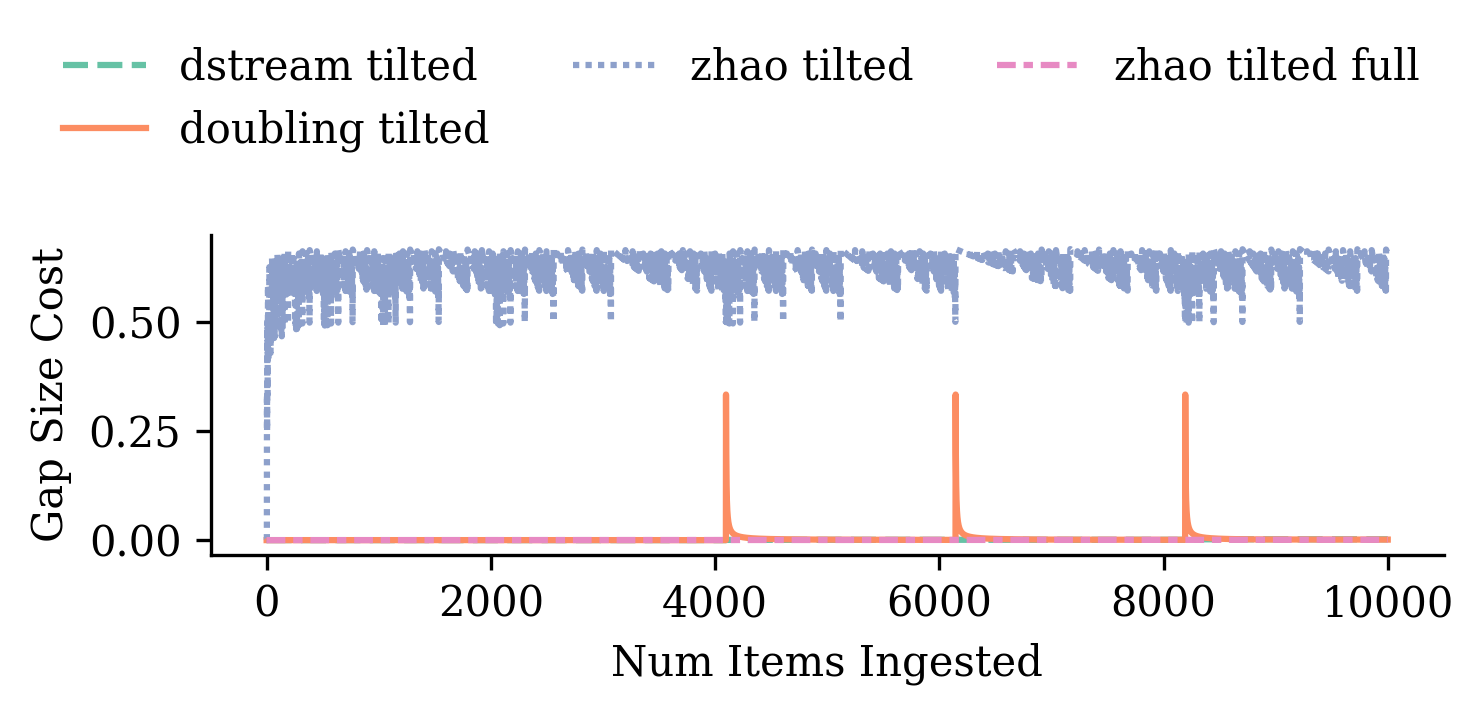 dstream tilted
zhao tilted
zhao tilted full
doubling tilted
Gap Size Cost
0.50
0.25
0.00
0
2000
4000
6000
8000
10000
Num Items Ingested